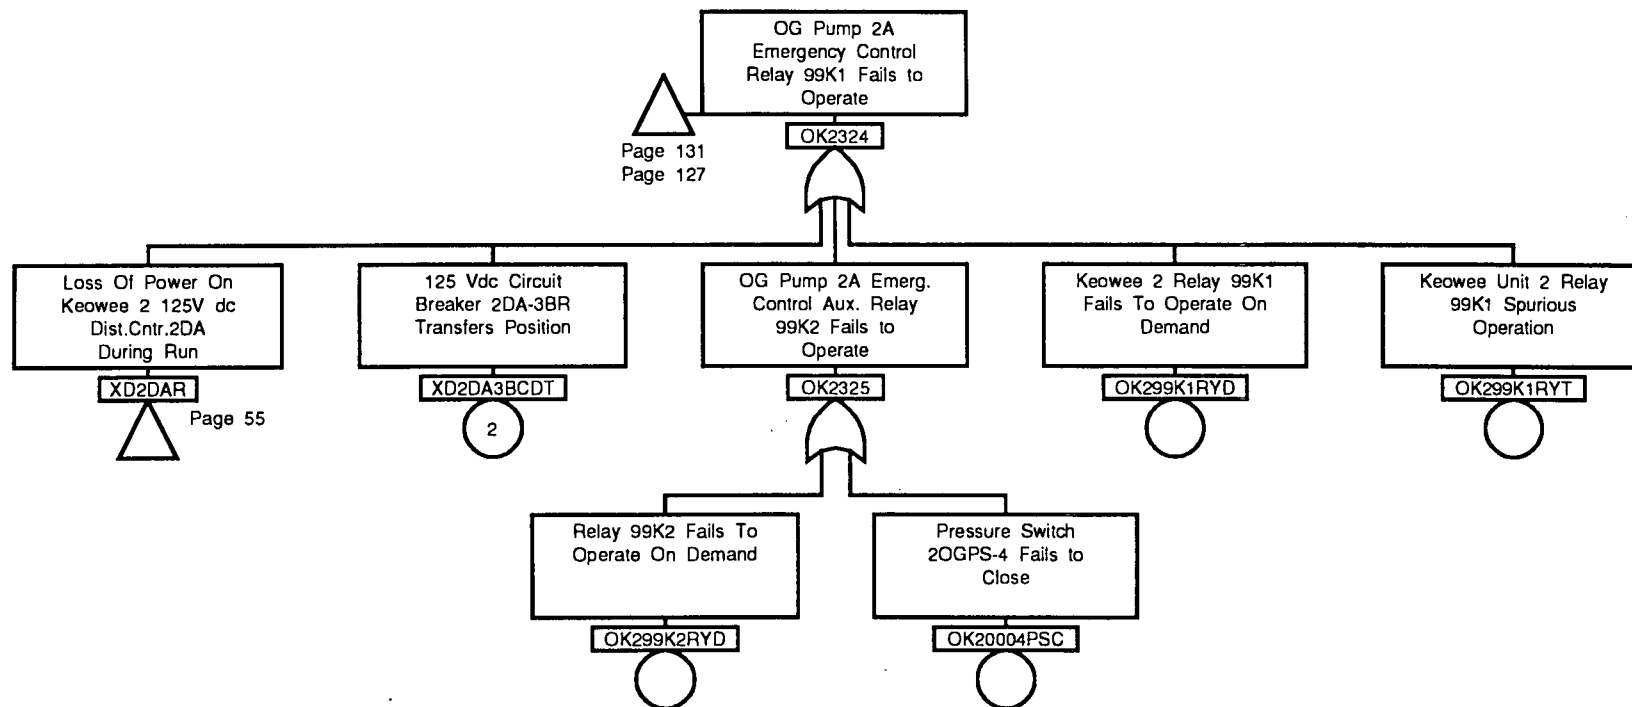 OG Pump 2A
Emergency Control
Relay 99K1 Fails to
Operate
OK2324
Page 131
Page 127
Loss Of Power On
Keowee 2 125V dc
Dist.Cntr.2DA
During Run
XD2DAR
Page 55
125 Vdc Circuit
Breaker 2DA-3BR
Transfers Position
XD2DA3BCDT
2
OG Pump 2A Emerg.
Control Aux. Relay
99K2 Fails to
Operate
OK2325
Keowee 2 Relay 99K1
Fails To Operate On
Demand
OK299K1RYD
Keowee Unit 2 Relay
99K1 Spurious
Operation
OK299K1RYT
Relay 99K2 Fails To
Operate On Demand
OK299K2RYD
Pressure Switch
2OGPS-4 Fails to
Close
OK20004PSC